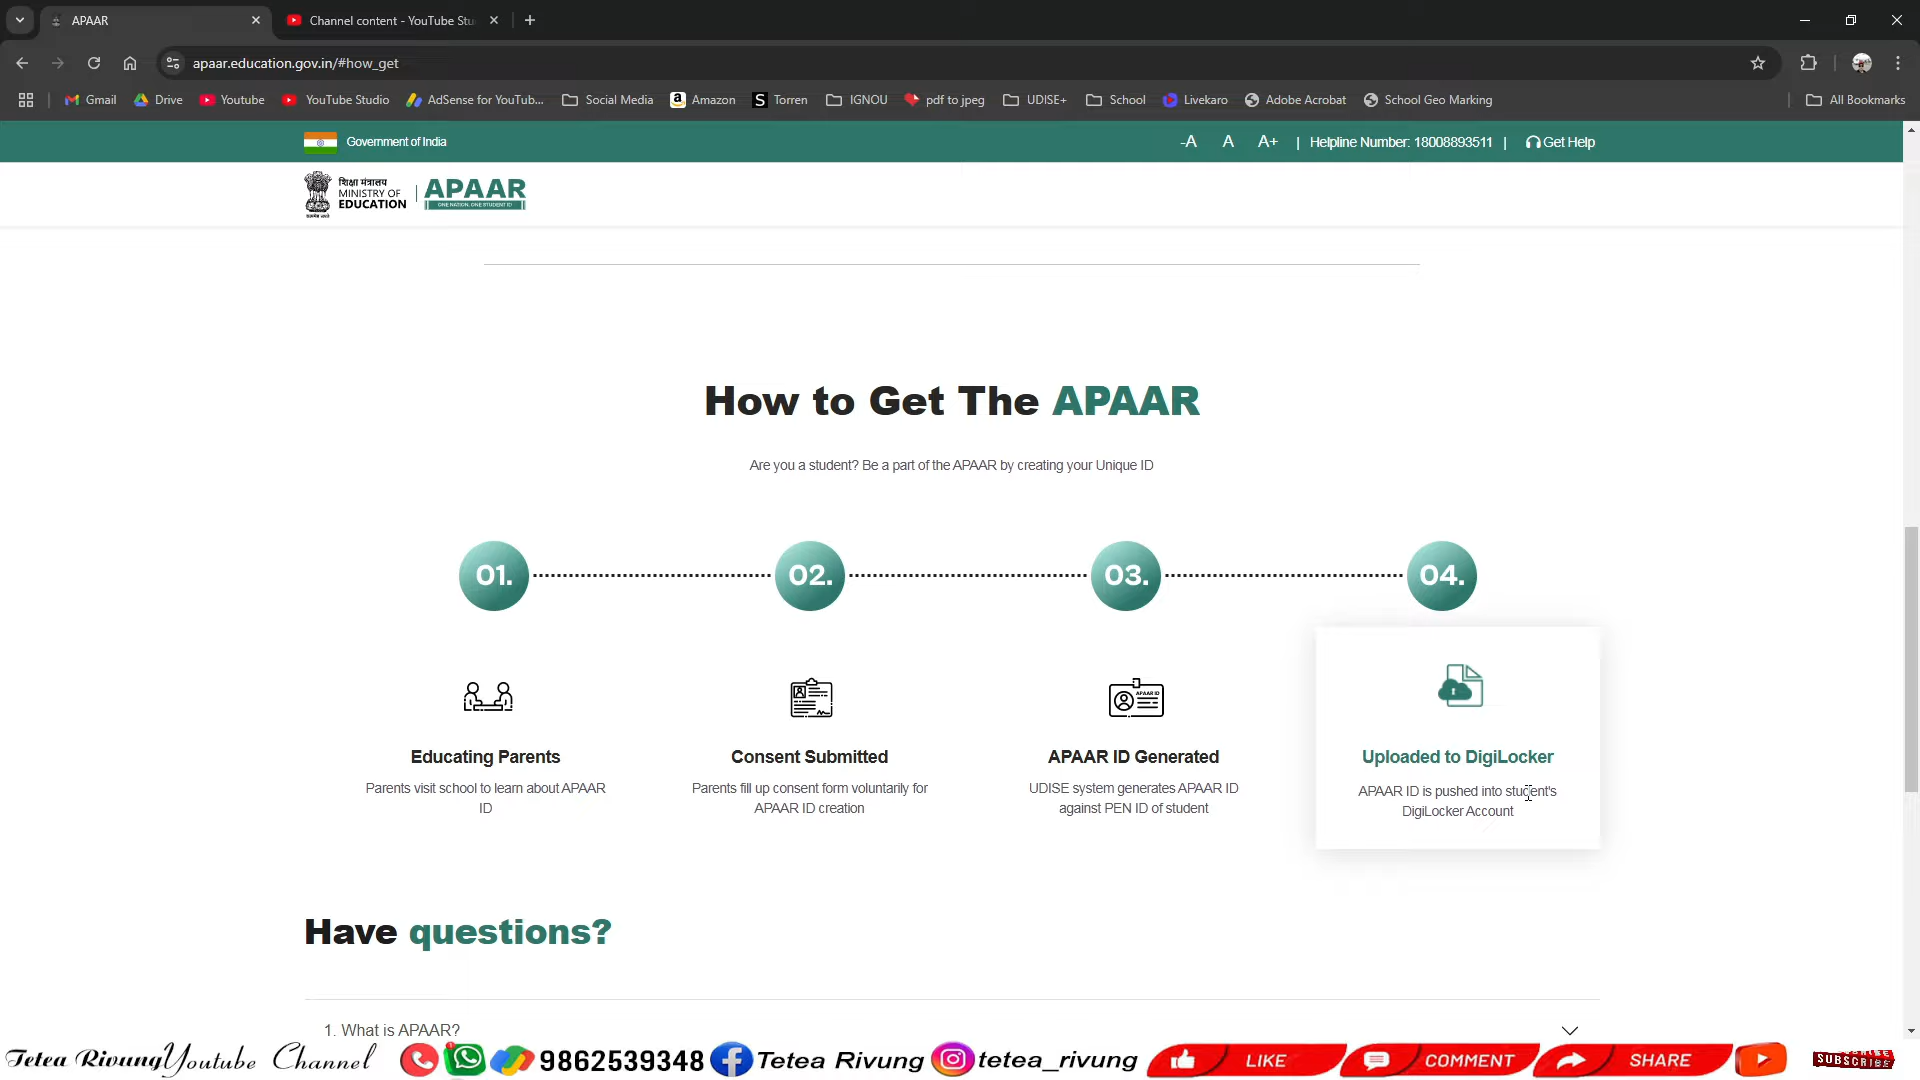 APAAR
Channel content - YouTube Stu
apaar.education.gov.in/#how_get
Gmail
Drive
Youtube
YouTube Studio
AdSense for YouTub...
Social Media
Amazon
Torren
IGNOU
pdf to jpeg
UDISE+
School
Livekaro
Adobe Acrobat
School Geo Marking
All Bookmarks
Government of India
-A A A+ | Helpline Number: 18008893511 | Get Help
शिक्षा मंत्रालय
MINISTRY OF
EDUCATION
APAAR
ONE NATION, ONE STUDENT ID
How to Get The APAAR
Are you a student? Be a part of the APAAR by creating your Unique ID
01.
02.
03.
04.
APAAR ID
Educating Parents
Parents visit school to learn about APAAR
ID
Consent Submitted
Parents fill up consent form voluntarily for
APAAR ID creation
APAAR ID Generated
UDISE system generates APAAR ID
against PEN ID of student
Uploaded to DigiLocker
APAAR ID is pushed into student's
DigiLocker Account
Have questions?
1. What is APAAR?
Tetea Rivung Youtube Channel
9862539348
Tetea Rivung
tetea_rivung
LIKE
COMMENT
SHARE
SUBSCRIBE